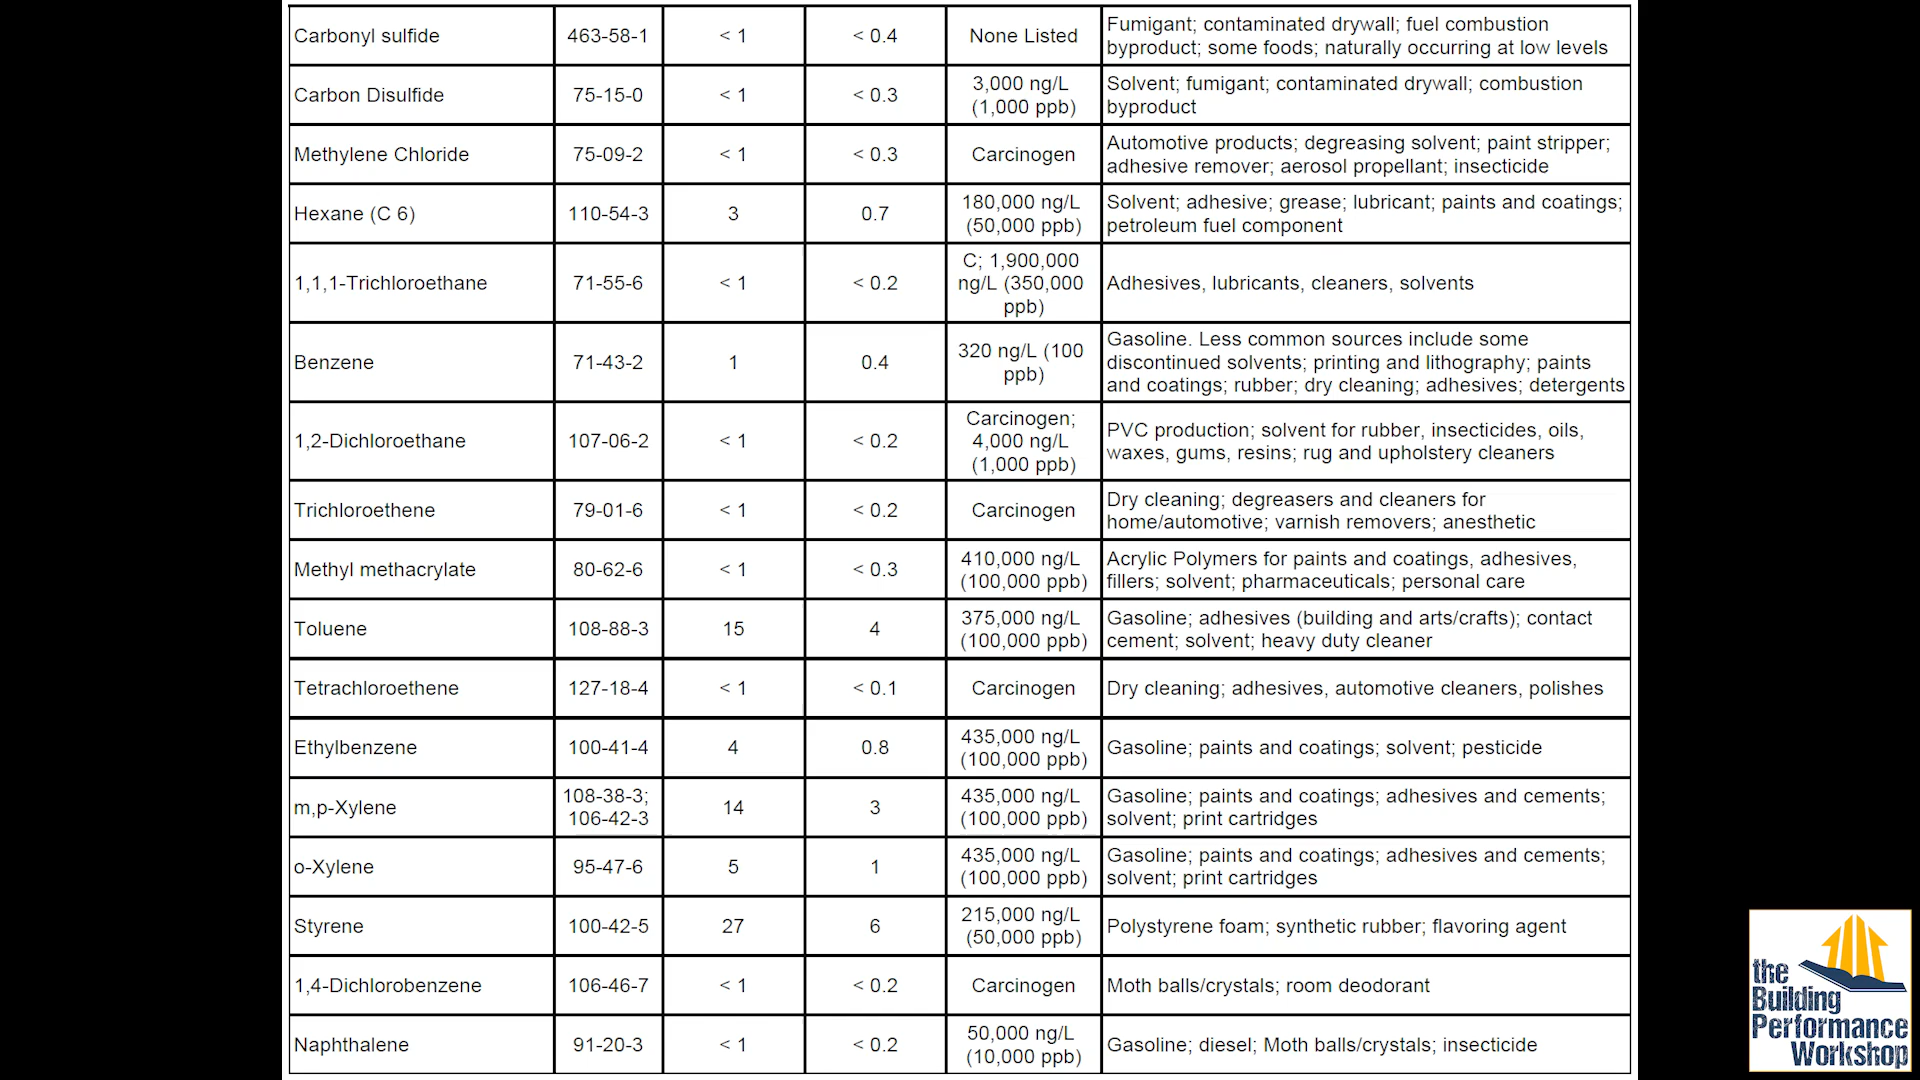 Carbonyl sulfide 463-58-1 < 1 < 0.4 None Listed Fumigant; contaminated drywall; fuel combustion
byproduct; some foods; naturally occurring at low levels
Carbon Disulfide 75-15-0 < 1 < 0.3 3,000 ng/L
(1,000 ppb) Solvent; fumigant; contaminated drywall; combustion
byproduct
Methylene Chloride 75-09-2 < 1 < 0.3 Carcinogen Automotive products; degreasing solvent; paint stripper;
adhesive remover; aerosol propellant; insecticide
Hexane (C 6) 110-54-3 3 0.7 180,000 ng/L
(50,000 ppb) Solvent; adhesive; grease; lubricant; paints and coatings;
petroleum fuel component
1,1,1-Trichloroethane 71-55-6 < 1 < 0.2 C; 1,900,000
ng/L (350,000
ppb) Adhesives, lubricants, cleaners, solvents
Benzene 71-43-2 1 0.4 320 ng/L (100
ppb) Gasoline. Less common sources include some
discontinued solvents; printing and lithography; paints
and coatings; rubber; dry cleaning; adhesives; detergents
1,2-Dichloroethane 107-06-2 < 1 < 0.2 Carcinogen;
4,000 ng/L
(1,000 ppb) PVC production; solvent for rubber, insecticides, oils,
waxes, gums, resins; rug and upholstery cleaners
Trichloroethene 79-01-6 < 1 < 0.2 Carcinogen Dry cleaning; degreasers and cleaners for
home/automotive; varnish removers; anesthetic
Methyl methacrylate 80-62-6 < 1 < 0.3 410,000 ng/L
(100,000 ppb) Acrylic Polymers for paints and coatings, adhesives,
fillers; solvent; pharmaceuticals; personal care
Toluene 108-88-3 15 4 375,000 ng/L
(100,000 ppb) Gasoline; adhesives (building and arts/crafts); contact
cement; solvent; heavy duty cleaner
Tetrachloroethene 127-18-4 < 1 < 0.1 Carcinogen Dry cleaning; adhesives, automotive cleaners, polishes
Ethylbenzene 100-41-4 4 0.8 435,000 ng/L
(100,000 ppb) Gasoline; paints and coatings; solvent; pesticide
m,p-Xylene 108-38-3;
106-42-3 14 3 435,000 ng/L
(100,000 ppb) Gasoline; paints and coatings; adhesives and cements;
solvent; print cartridges
o-Xylene 95-47-6 5 1 435,000 ng/L
(100,000 ppb) Gasoline; paints and coatings; adhesives and cements;
solvent; print cartridges
Styrene 100-42-5 27 6 215,000 ng/L
(50,000 ppb) Polystyrene foam; synthetic rubber; flavoring agent
1,4-Dichlorobenzene 106-46-7 < 1 < 0.2 Carcinogen Moth balls/crystals; room deodorant
Naphthalene 91-20-3 < 1 < 0.2 50,000 ng/L
(10,000 ppb) Gasoline; diesel; Moth balls/crystals; insecticide
the
Building
Performance
Workshop